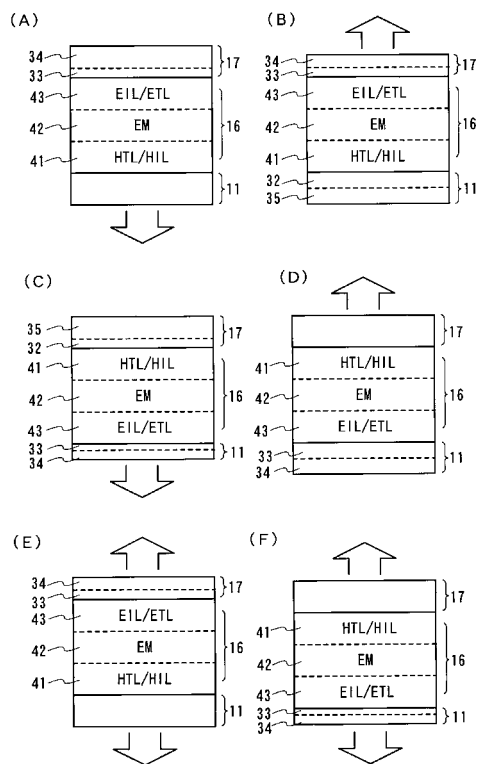 (A)
34
33
17
43
EIL/ETL
42
EM
16
41
HTL/HIL
11
(B)
34
33
17
43
EIL/ETL
42
EM
16
41
HTL/HIL
32
11
35
(C)
35
32
17
41
HTL/HIL
42
EM
16
43
EIL/ETL
33
11
34
(D)
17
41
HTL/HIL
42
EM
16
43
EIL/ETL
33
11
34
(E)
34
33
17
43
EIL/ETL
42
EM
16
41
HTL/HIL
11
(F)
17
41
HTL/HIL
42
EM
16
43
EIL/ETL
33
11
34